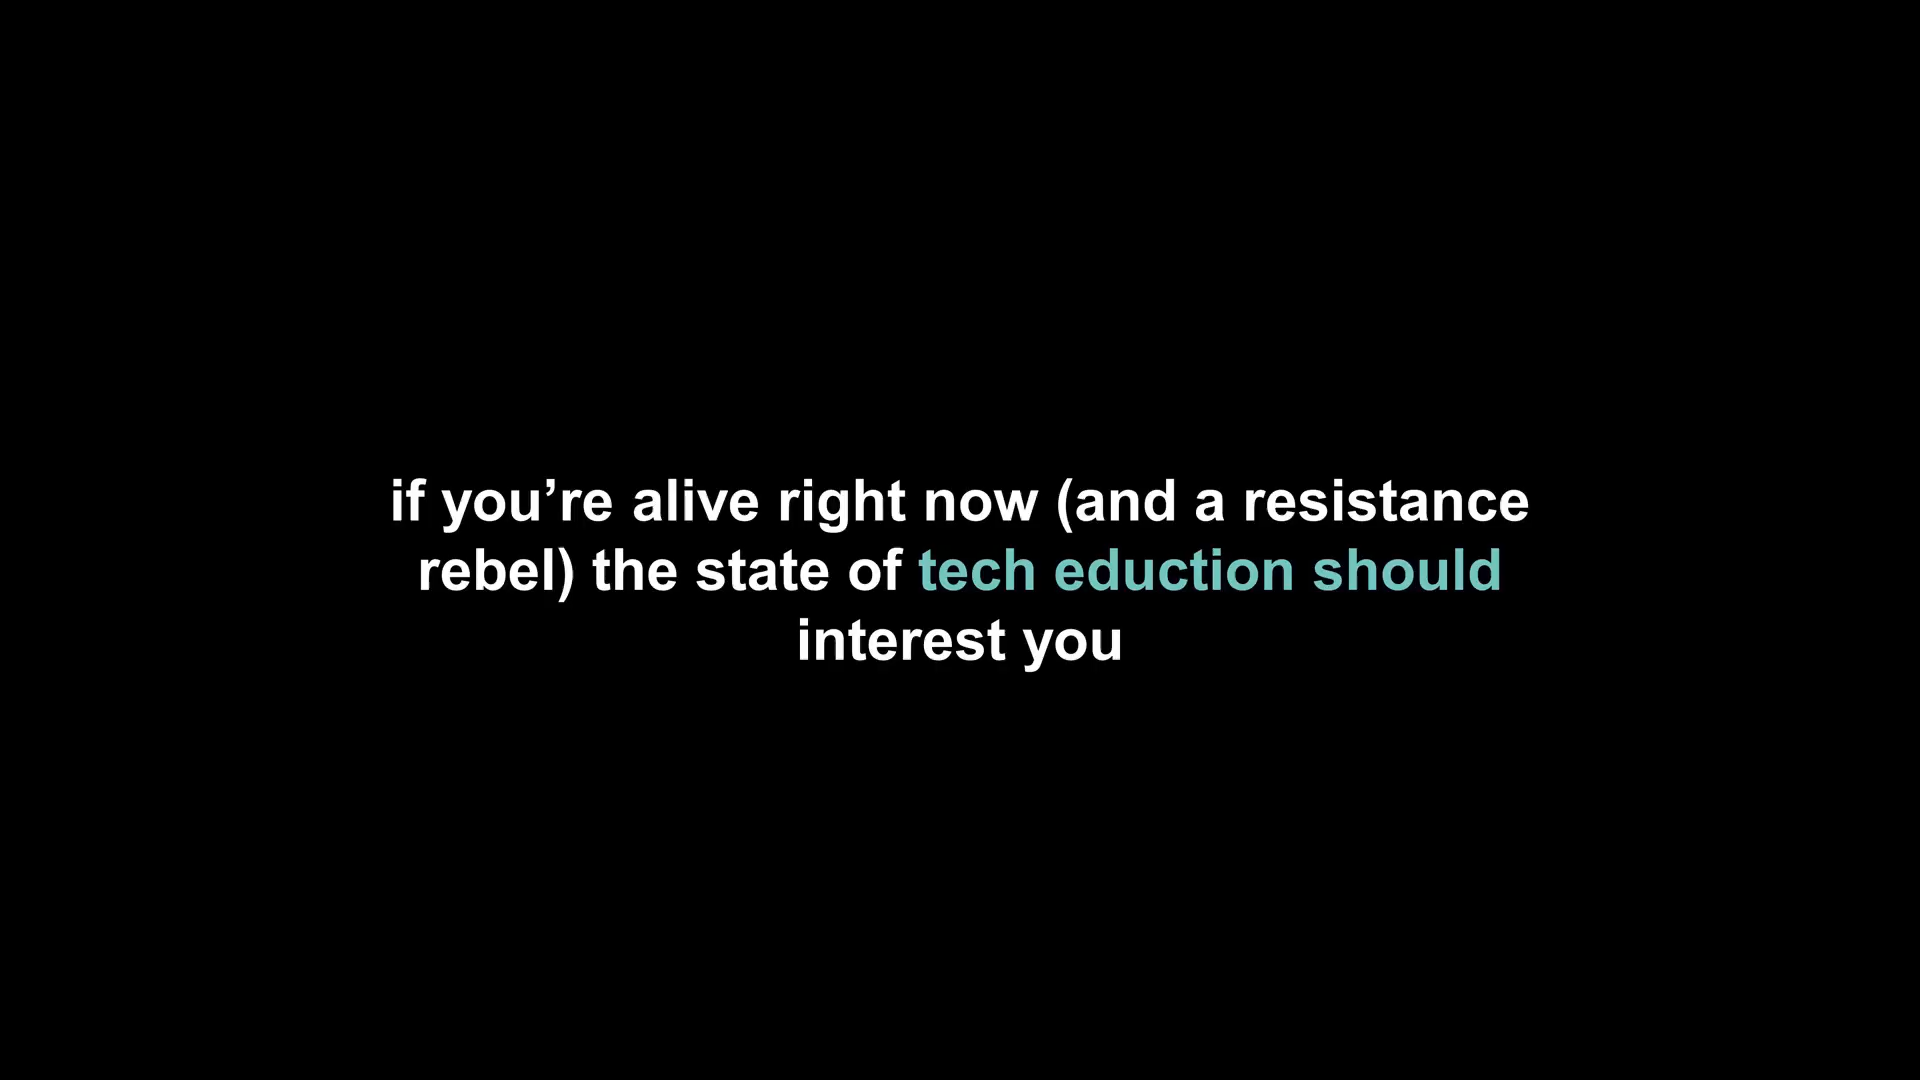 if you’re alive right now (and a resistance
rebel) the state of tech eduction should
interest you